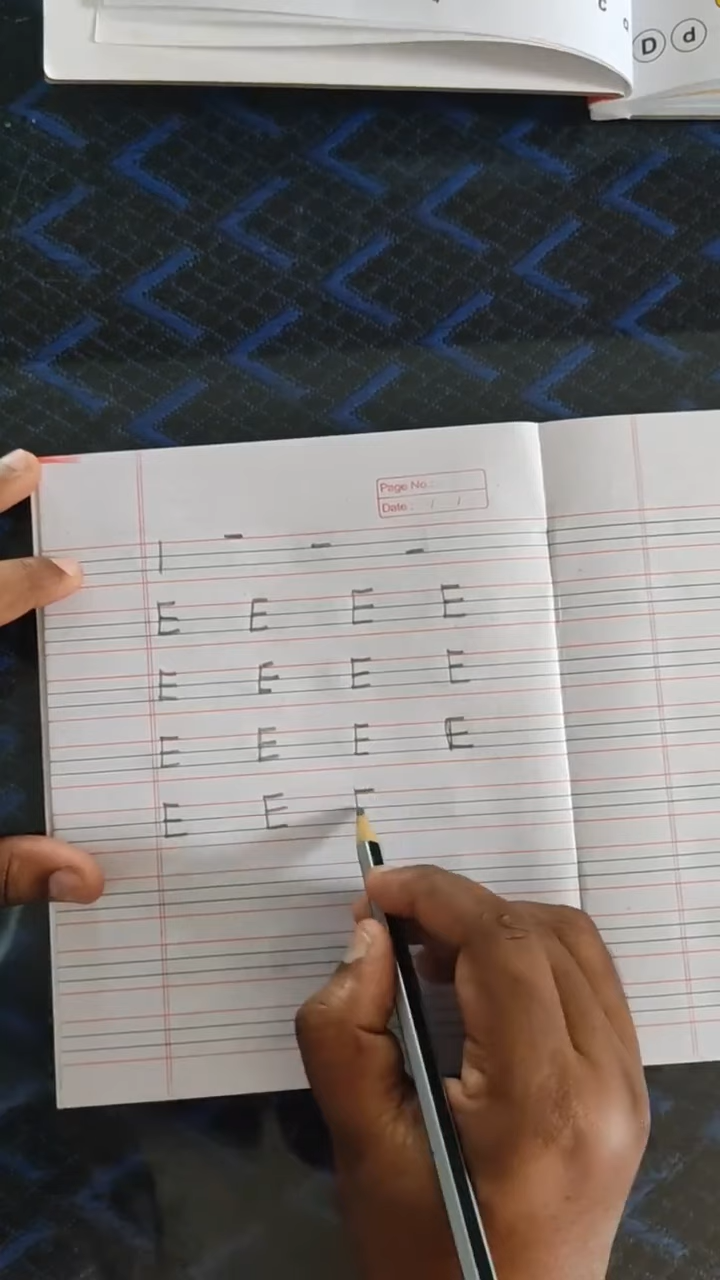 c
D d
Page No.:
Date: / /
| - - -
E E E E
E E E E
E E E E
E E